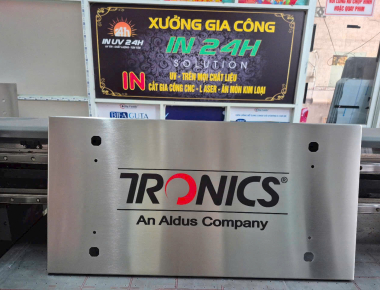 XƯỞNG GIA CÔNG
IN 24H
SOLUTION
IN UV - TRÊN MỌI CHẤT LIỆU
CẮT GIA CÔNG CNC - LASER - ĂN MÒN KIM LOẠI
24h
IN UV 24H
TRONICS®
An Aldus Company